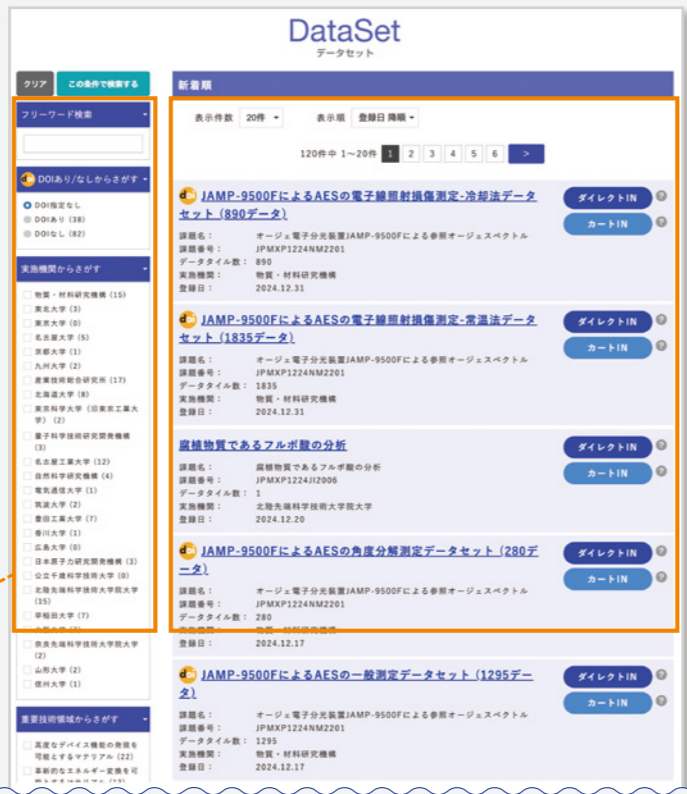 DataSet
データセット
クリア この条件で検索する
フリーワード検索
DOIあり/なしからさがす
DOI指定なし
DOIあり (38)
DOIなし (82)
実施機関からさがす
物質・材料研究機構 (15)
東北大学 (3)
東京大学 (0)
名古屋大学 (5)
京都大学 (1)
九州大学 (2)
産業技術総合研究所 (17)
北海道大学 (8)
東京科学大学（旧東京工業大
学） (2)
量子科学技術研究開発機構
(3)
名古屋工業大学 (12)
自然科学研究機構 (4)
電気通信大学 (1)
筑波大学 (2)
豊田工業大学 (7)
香川大学 (1)
広島大学 (0)
日本原子力研究開発機構 (3)
公立千歳科学技術大学 (0)
北陸先端科学技術大学院大学
(15)
早稲田大学 (7)
奈良先端科学技術大学院大学
(2)
山形大学 (2)
信州大学 (1)
重要技術領域からさがす
高度なデバイス機能の発現を
可能とするマテリアル (22)
革新的なエネルギー変換を可
新着順
表示件数 20件 表示順 登録日 降順
120件中 1〜20件 1 2 3 4 5 6 >
doi JAMP-9500FによるAESの電子線照射損傷測定-冷却法データ
セット (890データ)
課題名： オージェ電子分光装置JAMP-9500Fによる参照オージェスペクトル
課題番号： JPMXP1224NM2201
データタイル数： 890
実施機関： 物質・材料研究機構
登録日： 2024.12.31
ダイレクトIN ?
カートIN ?
doi JAMP-9500FによるAESの電子線照射損傷測定-常温法データ
セット (1835データ)
課題名： オージェ電子分光装置JAMP-9500Fによる参照オージェスペクトル
課題番号： JPMXP1224NM2201
データタイル数： 1835
実施機関： 物質・材料研究機構
登録日： 2024.12.31
ダイレクトIN ?
カートIN ?
腐植物質であるフルボ酸の分析
課題名： 腐植物質であるフルボ酸の分析
課題番号： JPMXP1224JI2006
データタイル数： 1
実施機関： 北陸先端科学技術大学院大学
登録日： 2024.12.20
ダイレクトIN ?
カートIN ?
doi JAMP-9500FによるAESの角度分解測定データセット (280デ
ータ)
課題名： オージェ電子分光装置JAMP-9500Fによる参照オージェスペクトル
課題番号： JPMXP1224NM2201
データタイル数： 280
実施機関： 物質・材料研究機構
登録日： 2024.12.17
ダイレクトIN ?
カートIN ?
doi JAMP-9500FによるAESの一般測定データセット (1295デー
タ)
課題名： オージェ電子分光装置JAMP-9500Fによる参照オージェスペクトル
課題番号： JPMXP1224NM2201
データタイル数： 1295
実施機関： 物質・材料研究機構
登録日： 2024.12.17
ダイレクトIN ?
カートIN ?